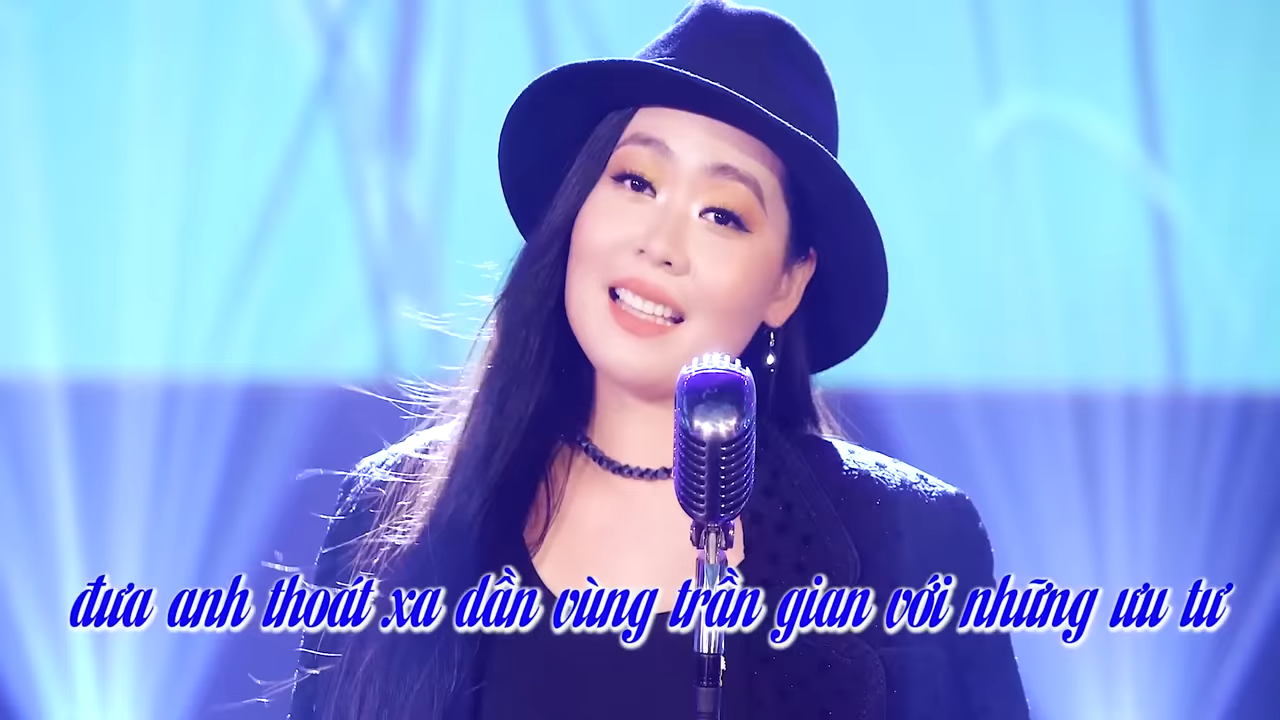 đưa anh thoát xa dần vùng trần gian với những ưu tư